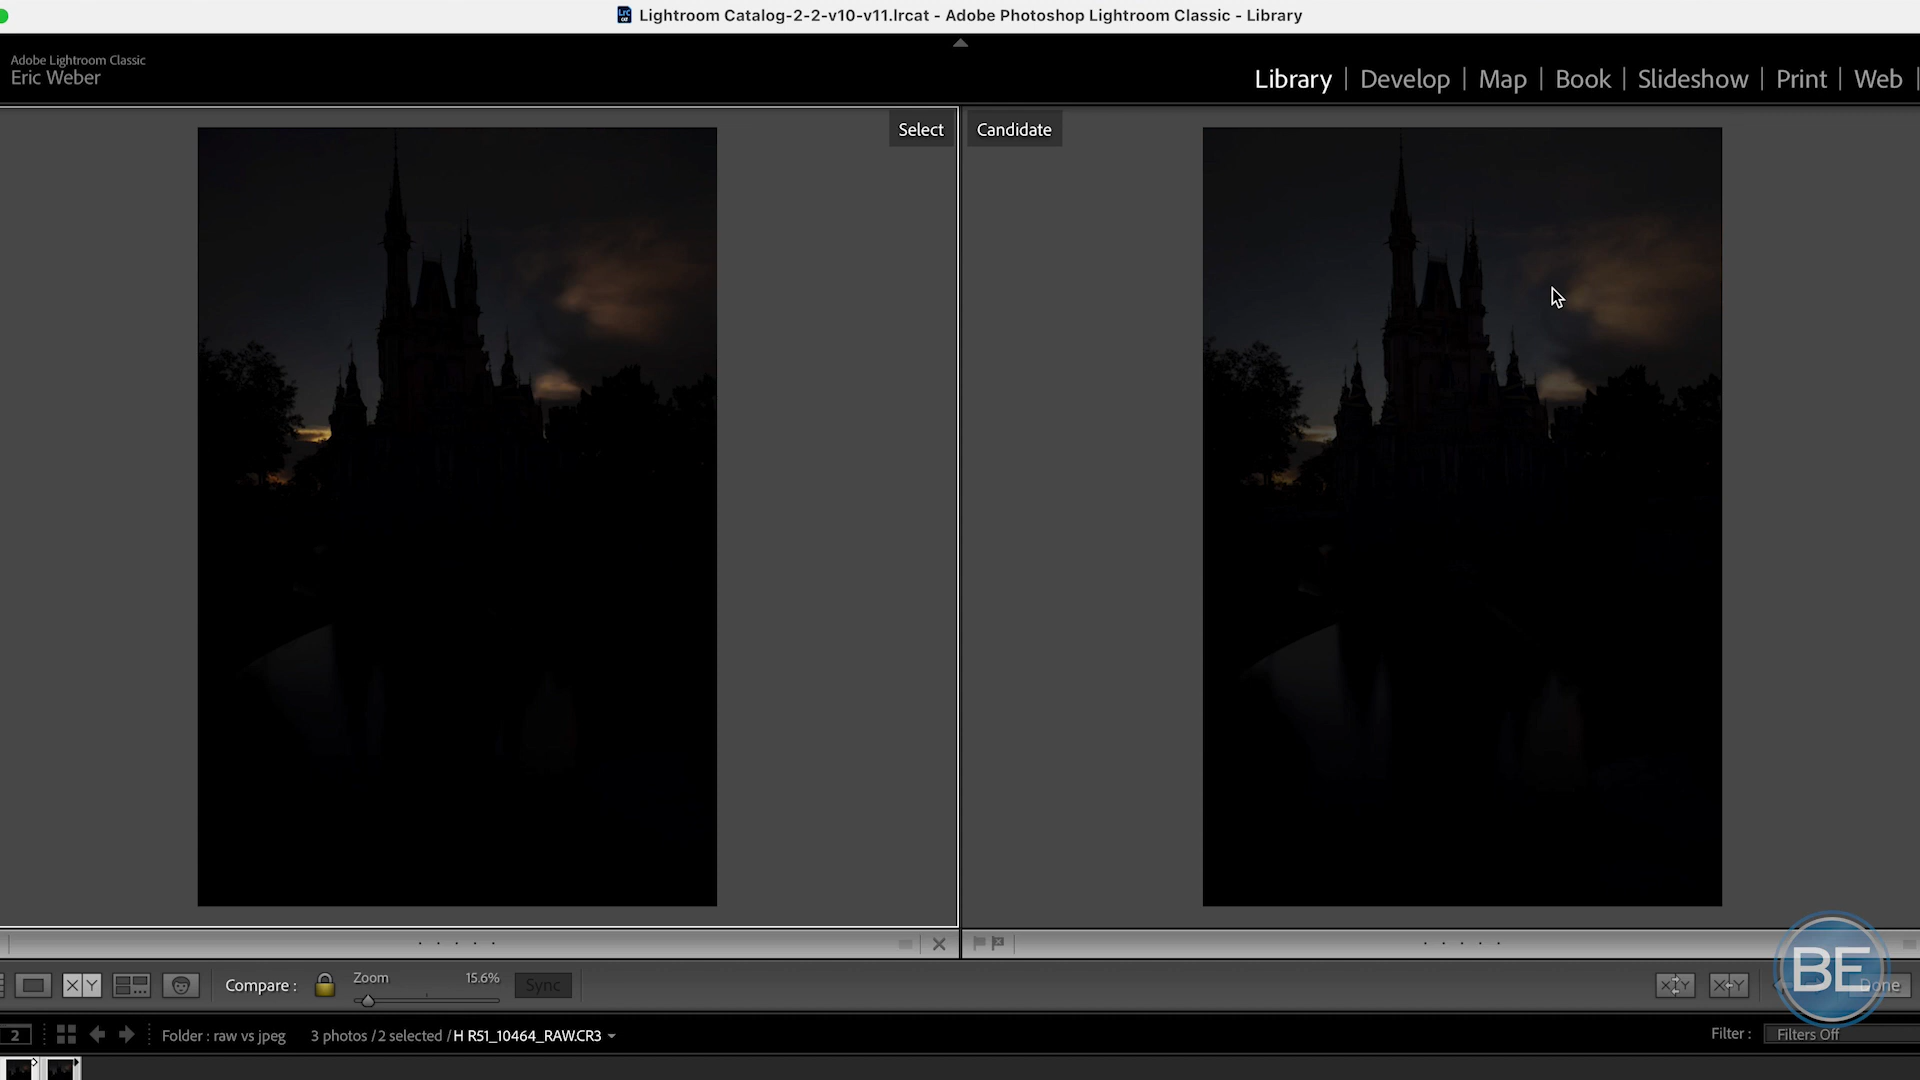 Lightroom Catalog-2-2-v10-v11.lrcat - Adobe Photoshop Lightroom Classic - Library
Adobe Lightroom Classic
Eric Weber
Library | Develop | Map | Book | Slideshow | Print | Web |
Select
Candidate
XY
Compare :
Zoom
15.6%
Sync
X Y
X Y
BE
Done
2
Folder : raw vs jpeg
3 photos / 2 selected / H R51_10464_RAW.CR3
Filter :
Filters Off